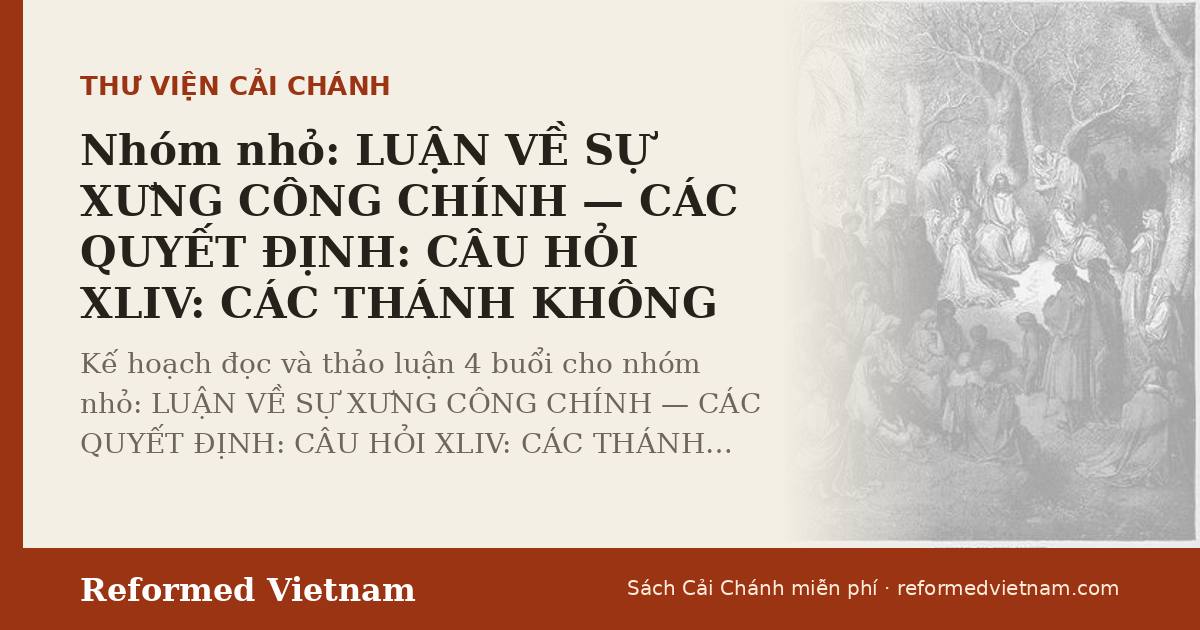 THƯ VIỆN CẢI CHÁNH
Nhóm nhỏ: LUẬN VỀ SỰ
XƯNG CÔNG CHÍNH — CÁC
QUYẾT ĐỊNH: CÂU HỎI
XLIV: CÁC THÁNH KHÔNG
Kế hoạch đọc và thảo luận 4 buổi cho nhóm
nhỏ: LUẬN VỀ SỰ XƯNG CÔNG CHÍNH — CÁC
QUYẾT ĐỊNH: CÂU HỎI XLIV: CÁC THÁNH...
Reformed Vietnam
Sách Cải Chánh miễn phí · reformedvietnam.com